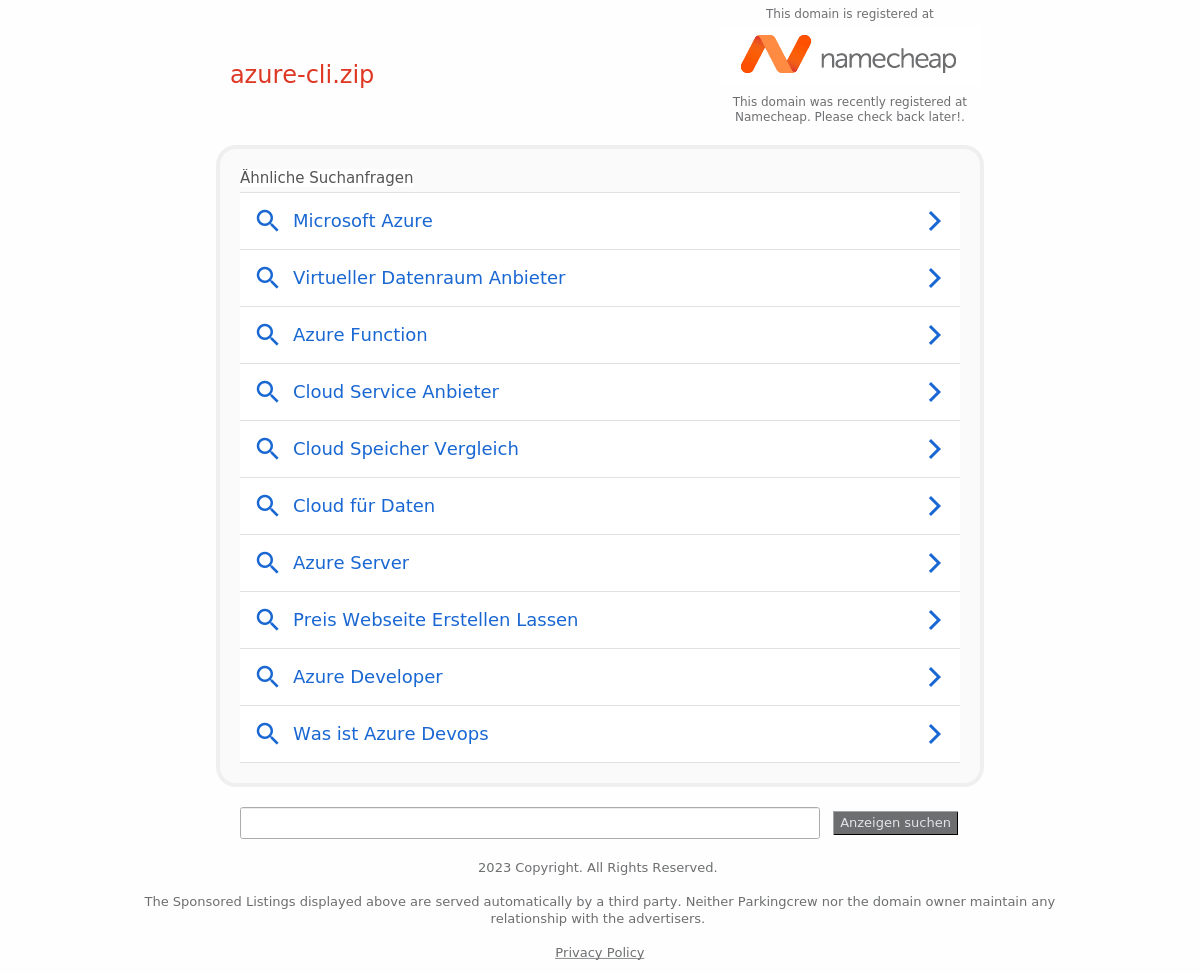 This domain is registered at
azure-cli.zip
namecheap
This domain was recently registered at
Namecheap. Please check back later!.
Ähnliche Suchanfragen
Microsoft Azure
Virtueller Datenraum Anbieter
Azure Function
Cloud Service Anbieter
Cloud Speicher Vergleich
Cloud für Daten
Azure Server
Preis Webseite Erstellen Lassen
Azure Developer
Was ist Azure Devops
Anzeigen suchen
2023 Copyright. All Rights Reserved.
The Sponsored Listings displayed above are served automatically by a third party. Neither Parkingcrew nor the domain owner maintain any
relationship with the advertisers.
Privacy Policy